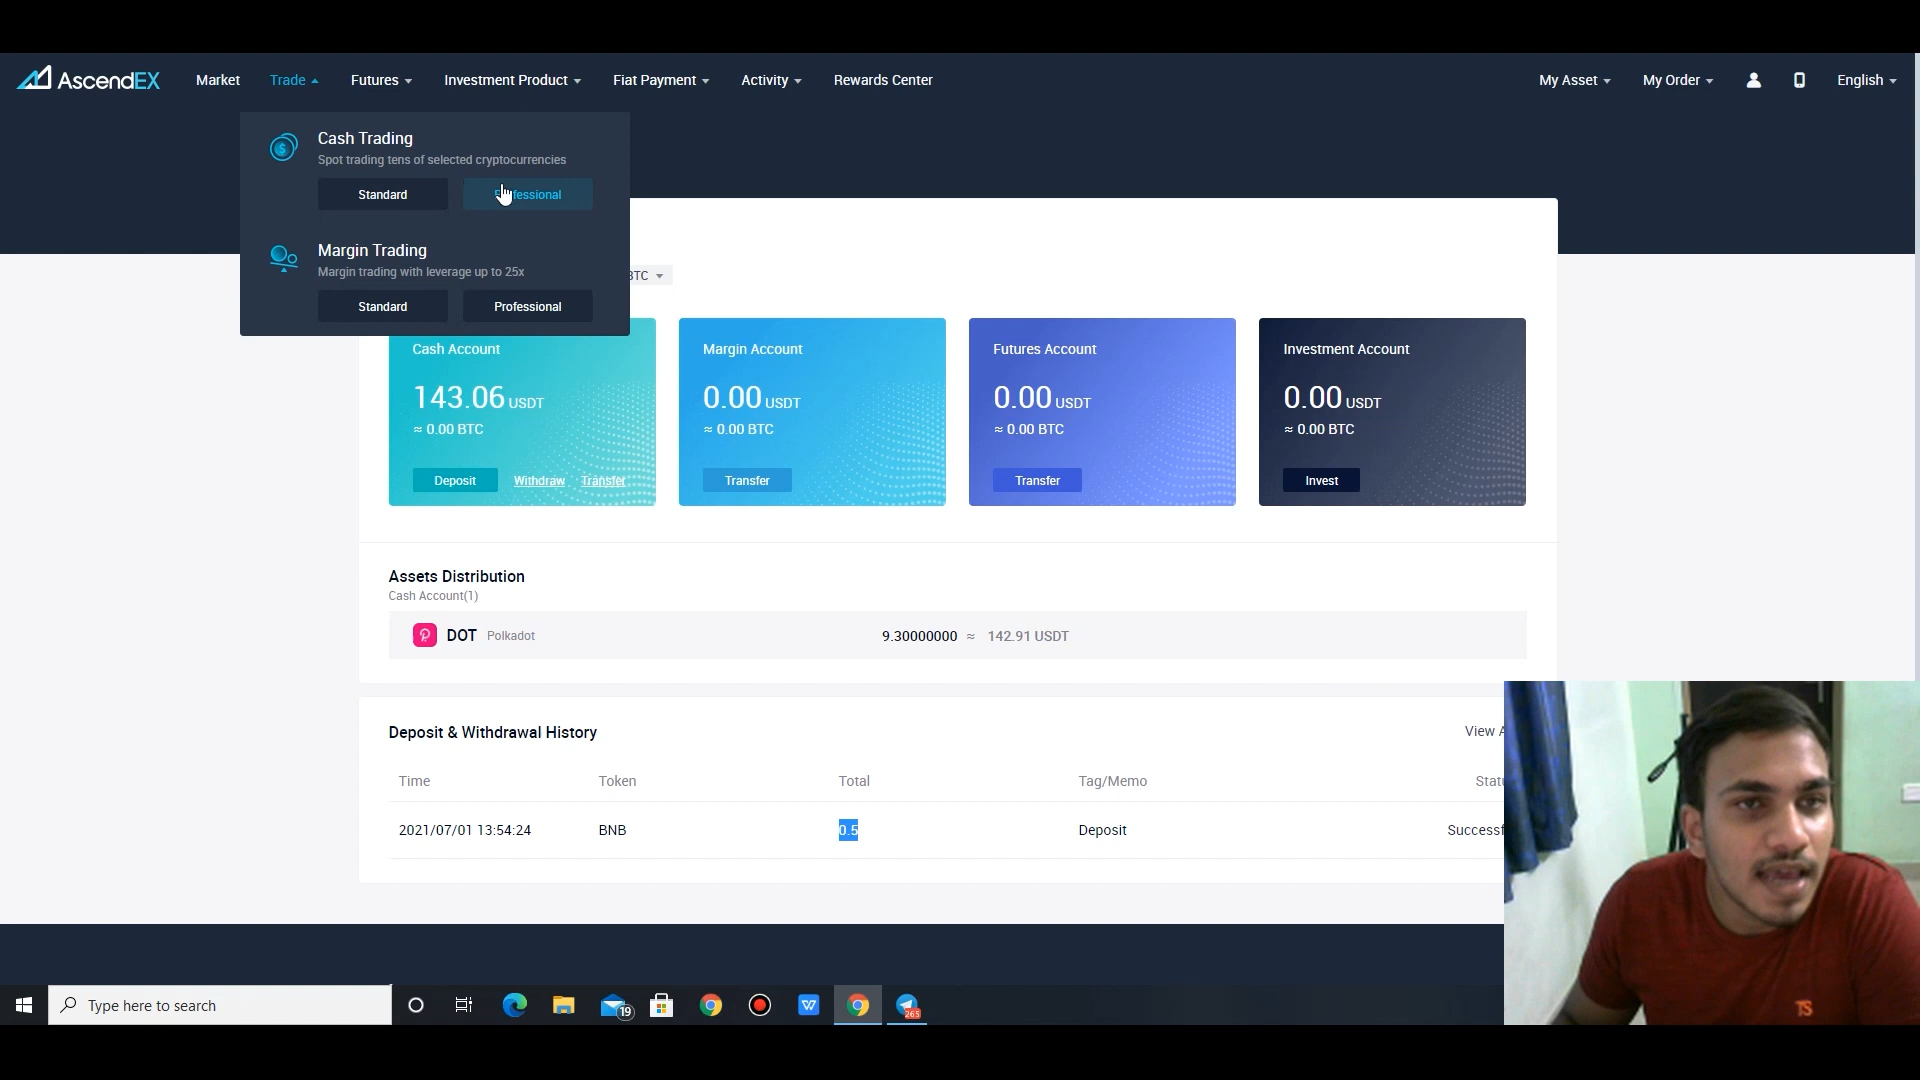 AscendEX Market Trade Futures Investment Product Fiat Payment Activity Rewards Center My Asset My Order English
Cash Trading
Spot trading tens of selected cryptocurrencies
Standard
Margin Trading
Margin trading with leverage up to 25x
Standard Professional
BTC
Cash Account
143.06 USDT
≈ 0.00 BTC
Deposit Withdraw Transfer
Margin Account
0.00 USDT
≈ 0.00 BTC
Transfer
Futures Account
0.00 USDT
≈ 0.00 BTC
Transfer
Investment Account
0.00 USDT
≈ 0.00 BTC
Invest
Assets Distribution
Cash Account(1)
DOT Polkadot 9.30000000 ≈ 142.91 USDT
Deposit & Withdrawal History View
Time Token Total Tag/Memo
2021/07/01 13:54:24 BNB 0.5 Deposit
Type here to search
19
265
TS